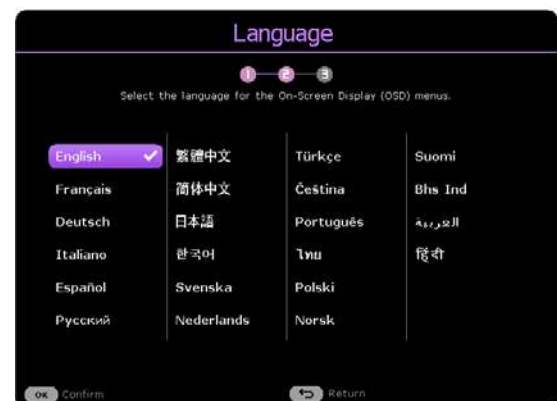 Language
1 2 3
Select the language for the On-Screen Display (OSD) menus.
English
Français
Deutsch
Italiano
Español
Русский
繁體中文
简体中文
日本語
한국어
Svenska
Nederlands
Türkçe
Čeština
Português
ไทย
Polski
Norsk
Suomi
Bhs Ind
العربية
हिंदी
OK Confirm
Return